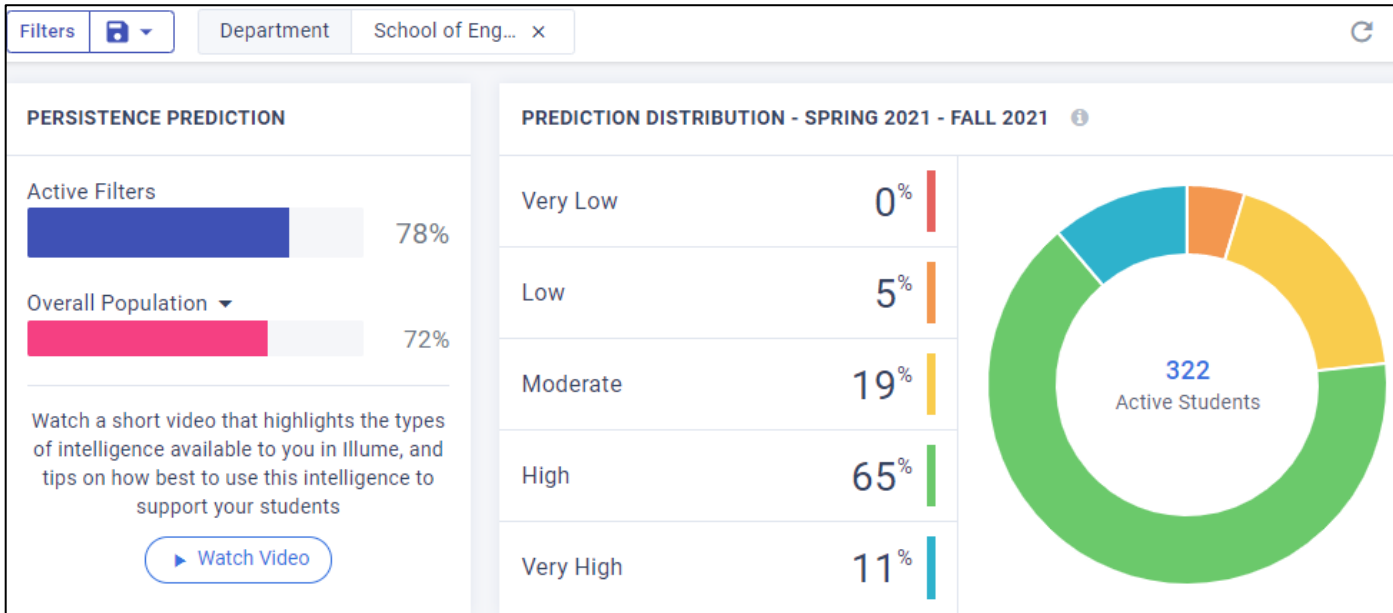 Filters
Department School of Eng... ×
PERSISTENCE PREDICTION
Active Filters
78%
Overall Population
72%
Watch a short video that highlights the types
of intelligence available to you in Illume, and
tips on how best to use this intelligence to
support your students
Watch Video
PREDICTION DISTRIBUTION - SPRING 2021 - FALL 2021
Very Low 0%
Low 5%
Moderate 19%
High 65%
Very High 11%
322
Active Students